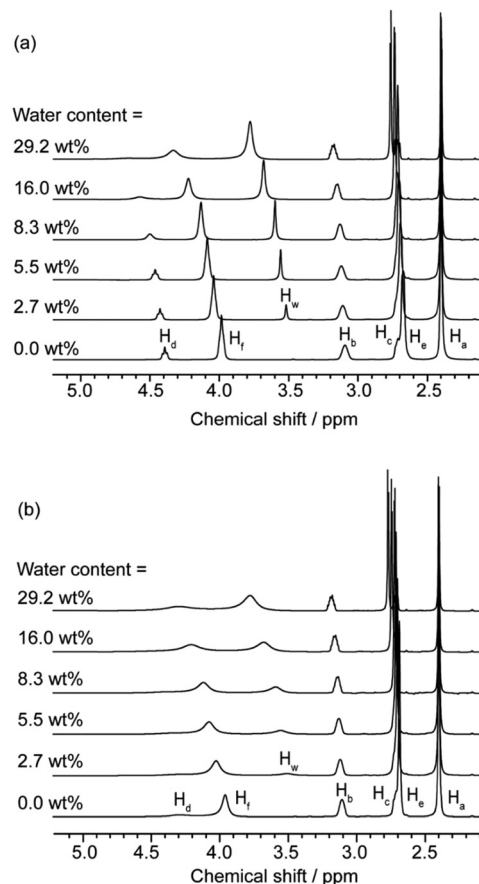 (a)
Water content =
29.2 wt%
16.0 wt%
8.3 wt%
5.5 wt%
2.7 wt%
0.0 wt%
H_w
H_d H_f H_b H_c H_e H_a
5.0 4.5 4.0 3.5 3.0 2.5
Chemical shift / ppm
(b)
Water content =
29.2 wt%
16.0 wt%
8.3 wt%
5.5 wt%
2.7 wt%
0.0 wt%
H_w
H_d H_f H_b H_c H_e H_a
5.0 4.5 4.0 3.5 3.0 2.5
Chemical shift / ppm